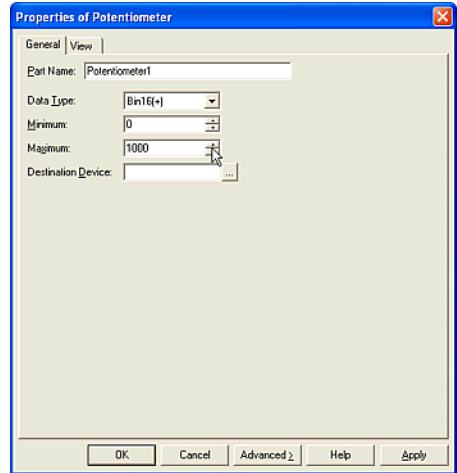 Properties of Potentiometer
General View
Part Name: Potentiometer1
Data Type: Bin16(+)
Minimum: 0
Maximum: 1000
Destination Device: ...
OK Cancel Advanced > Help Apply